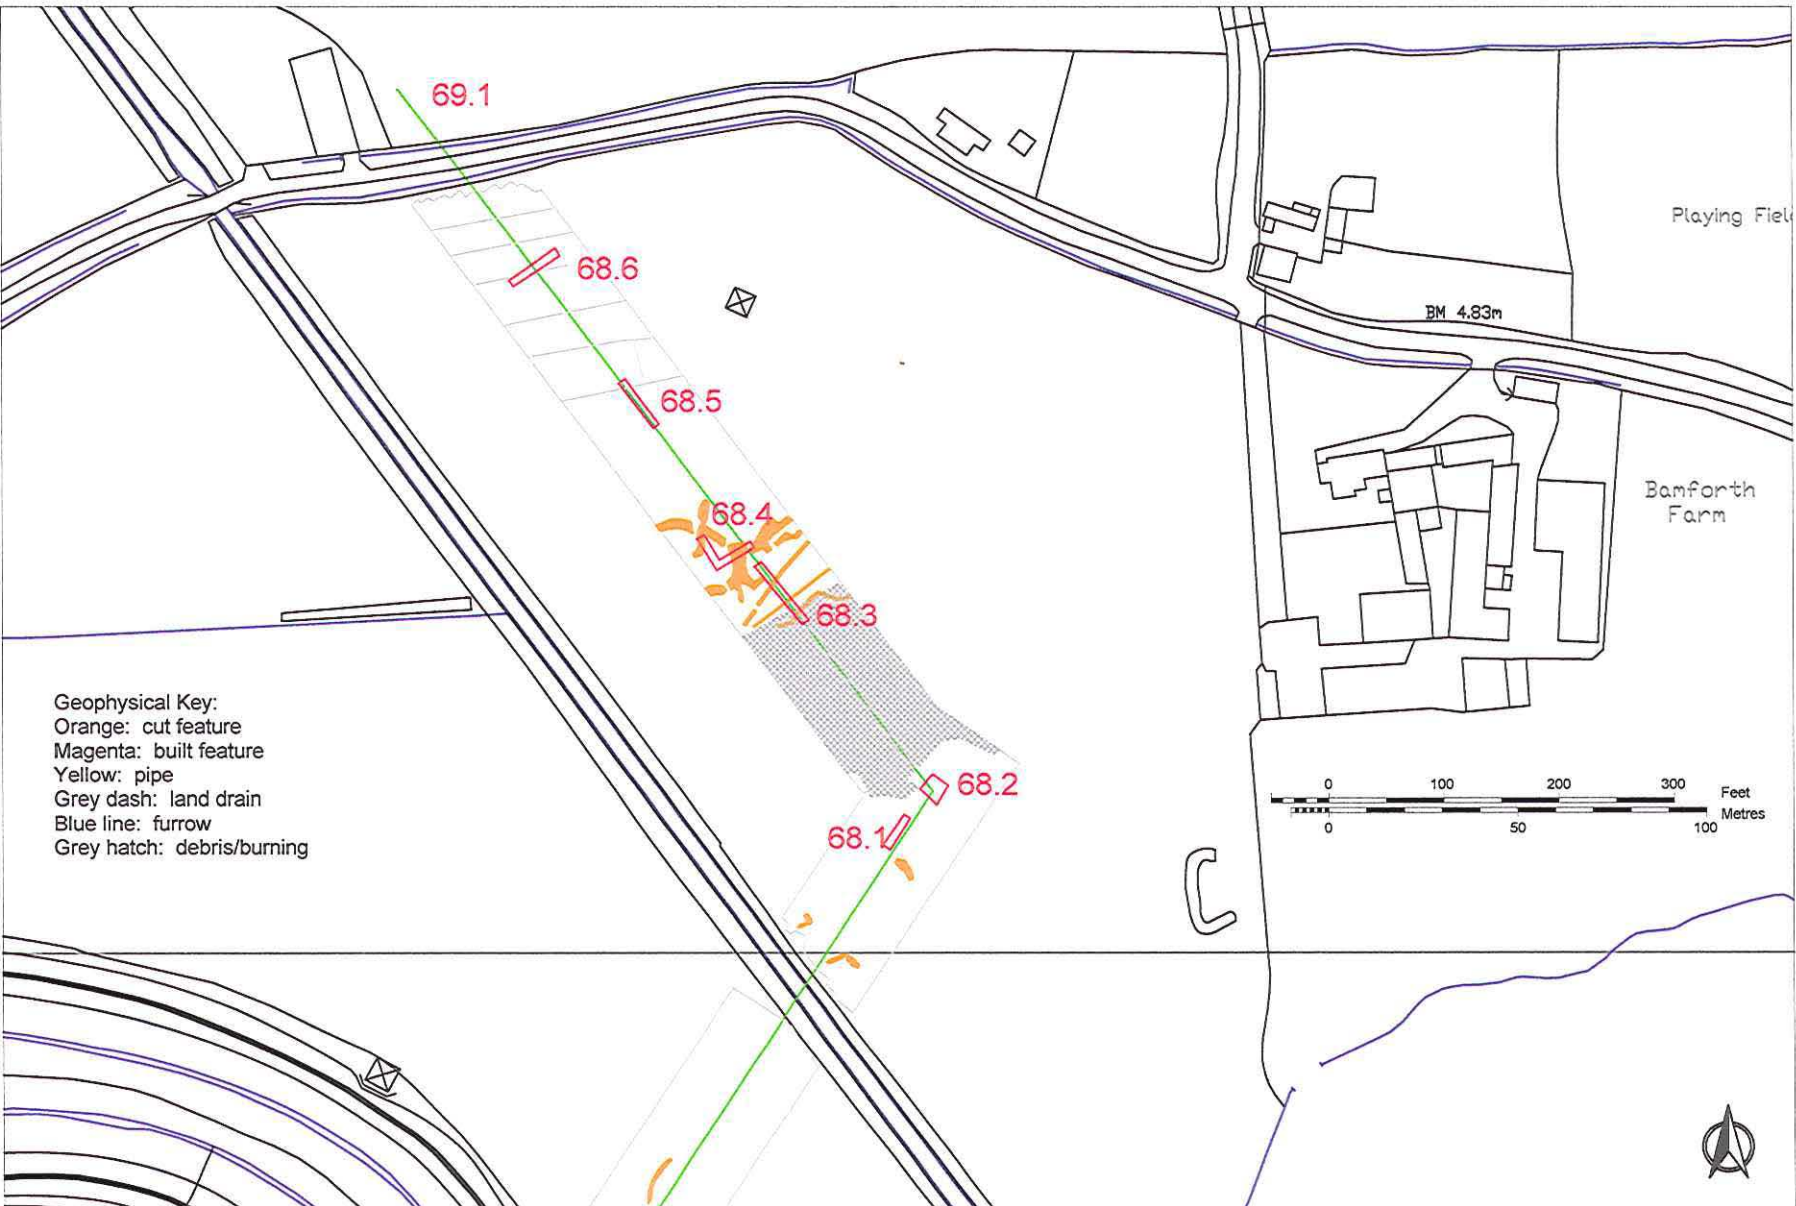 69.1
68.6
Playing Fiel
BM 4.83m
68.5
68.4
Bamforth
Farm
68.3
Geophysical Key:
Orange: cut feature
Magenta: built feature
Yellow: pipe
Grey dash: land drain
Blue line: furrow
Grey hatch: debris/burning
68.2
68.1
0 100 200 300 Feet
Metres
0 50 100